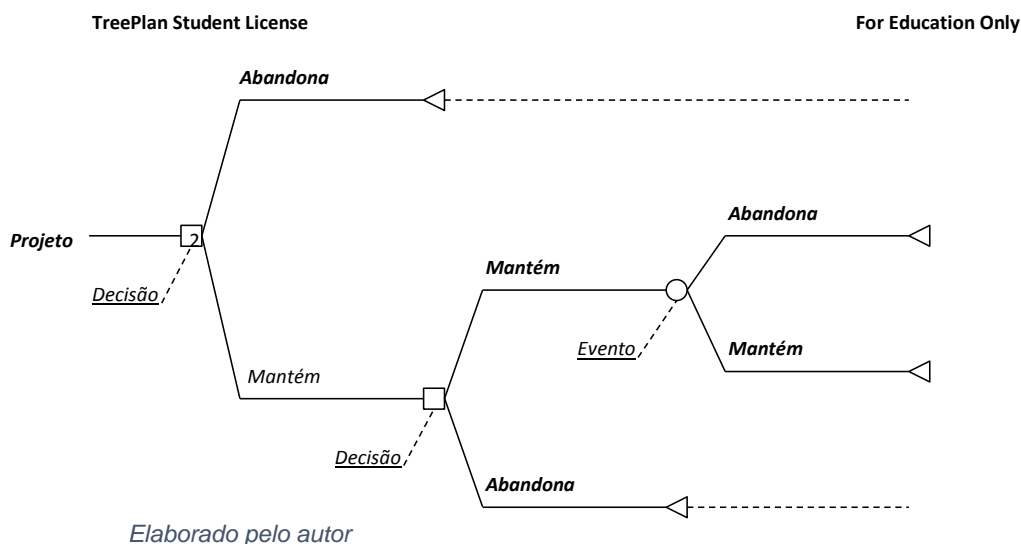 TreePlan Student License For Education Only
Abandona
Abandona
Projeto 2
Mantém
Decisão
Evento Mantém
Mantém
Decisão
Abandona
Elaborado pelo autor